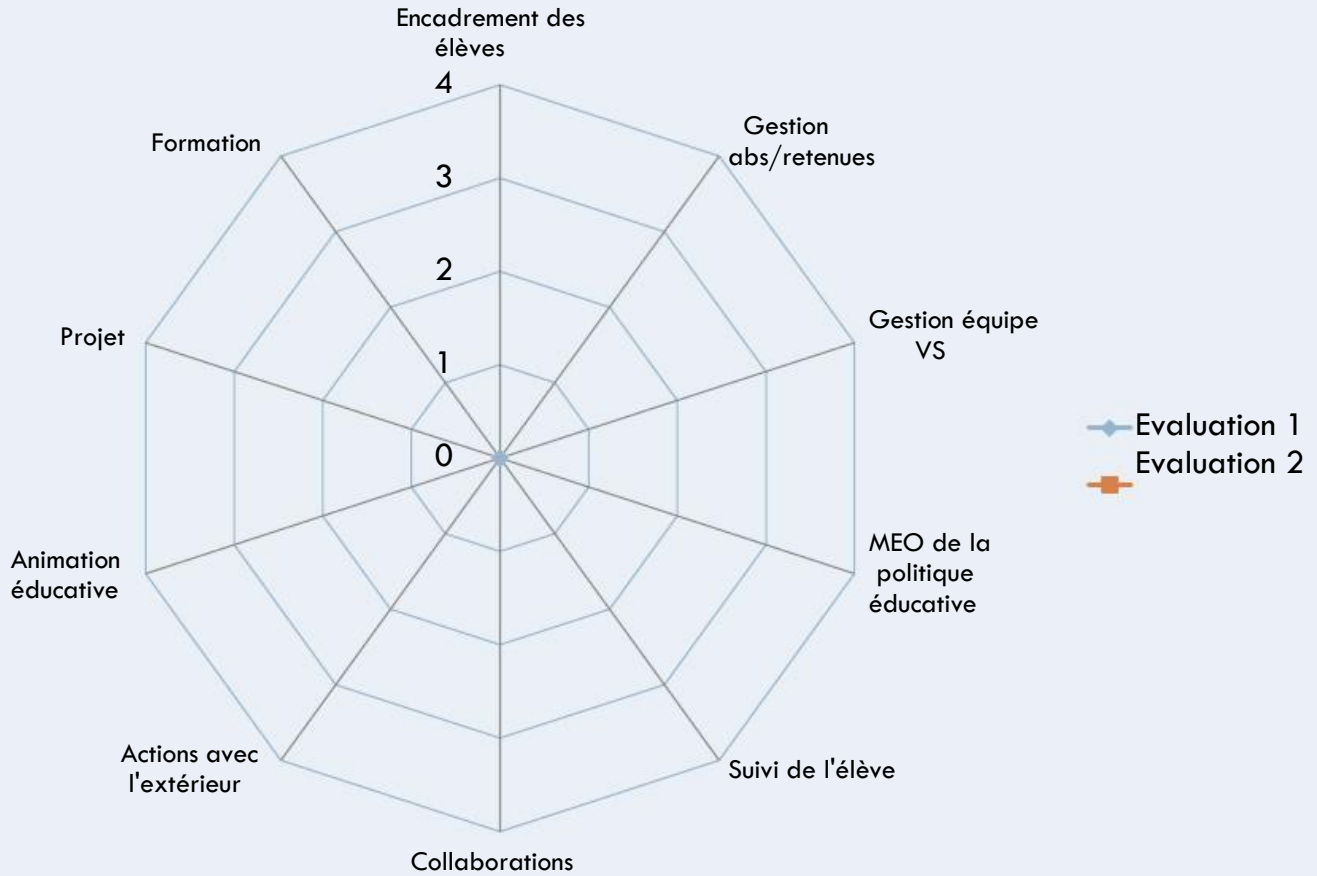 Encadrement des
élèves
4
3
2
1
0
Gestion
abs/retenues
Gestion équipe
VS
MEO de la
politique
éducative
Suivi de l'élève
Collaborations
Actions avec
l'extérieur
Animation
éducative
Projet
Formation
Evaluation 1
Evaluation 2